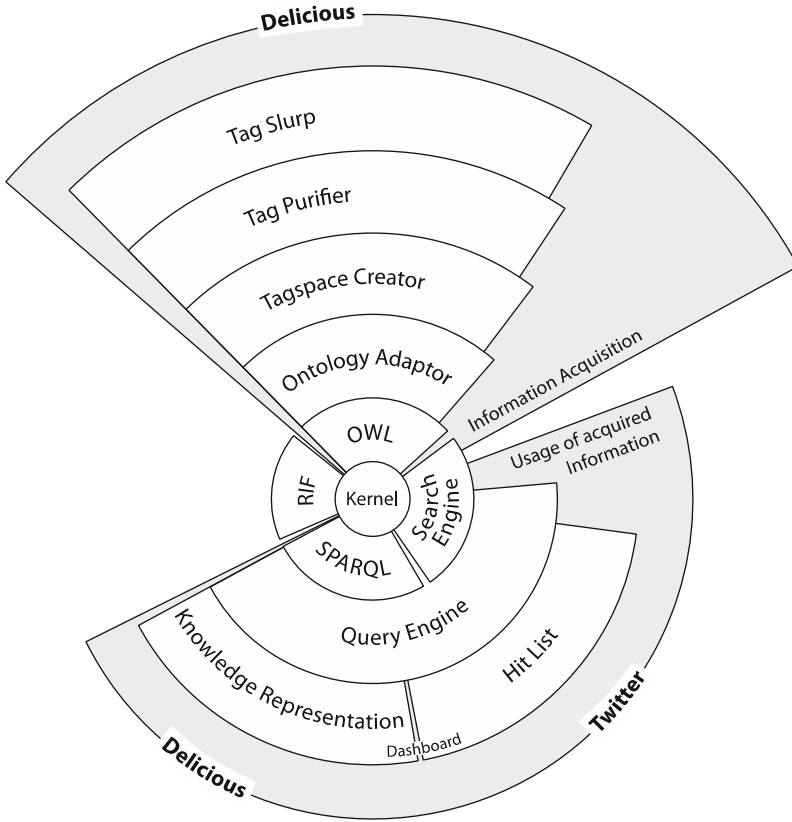 Delicious
Tag Slurp
Tag Purifier
Tagspace Creator
Ontology Adaptor
OWL
Information Acquisition
Usage of acquired
Information
RIF
Kernel
Search
Engine
SPARQL
Query Engine
Knowledge Representation
Hit List
Dashboard
Delicious
Twitter